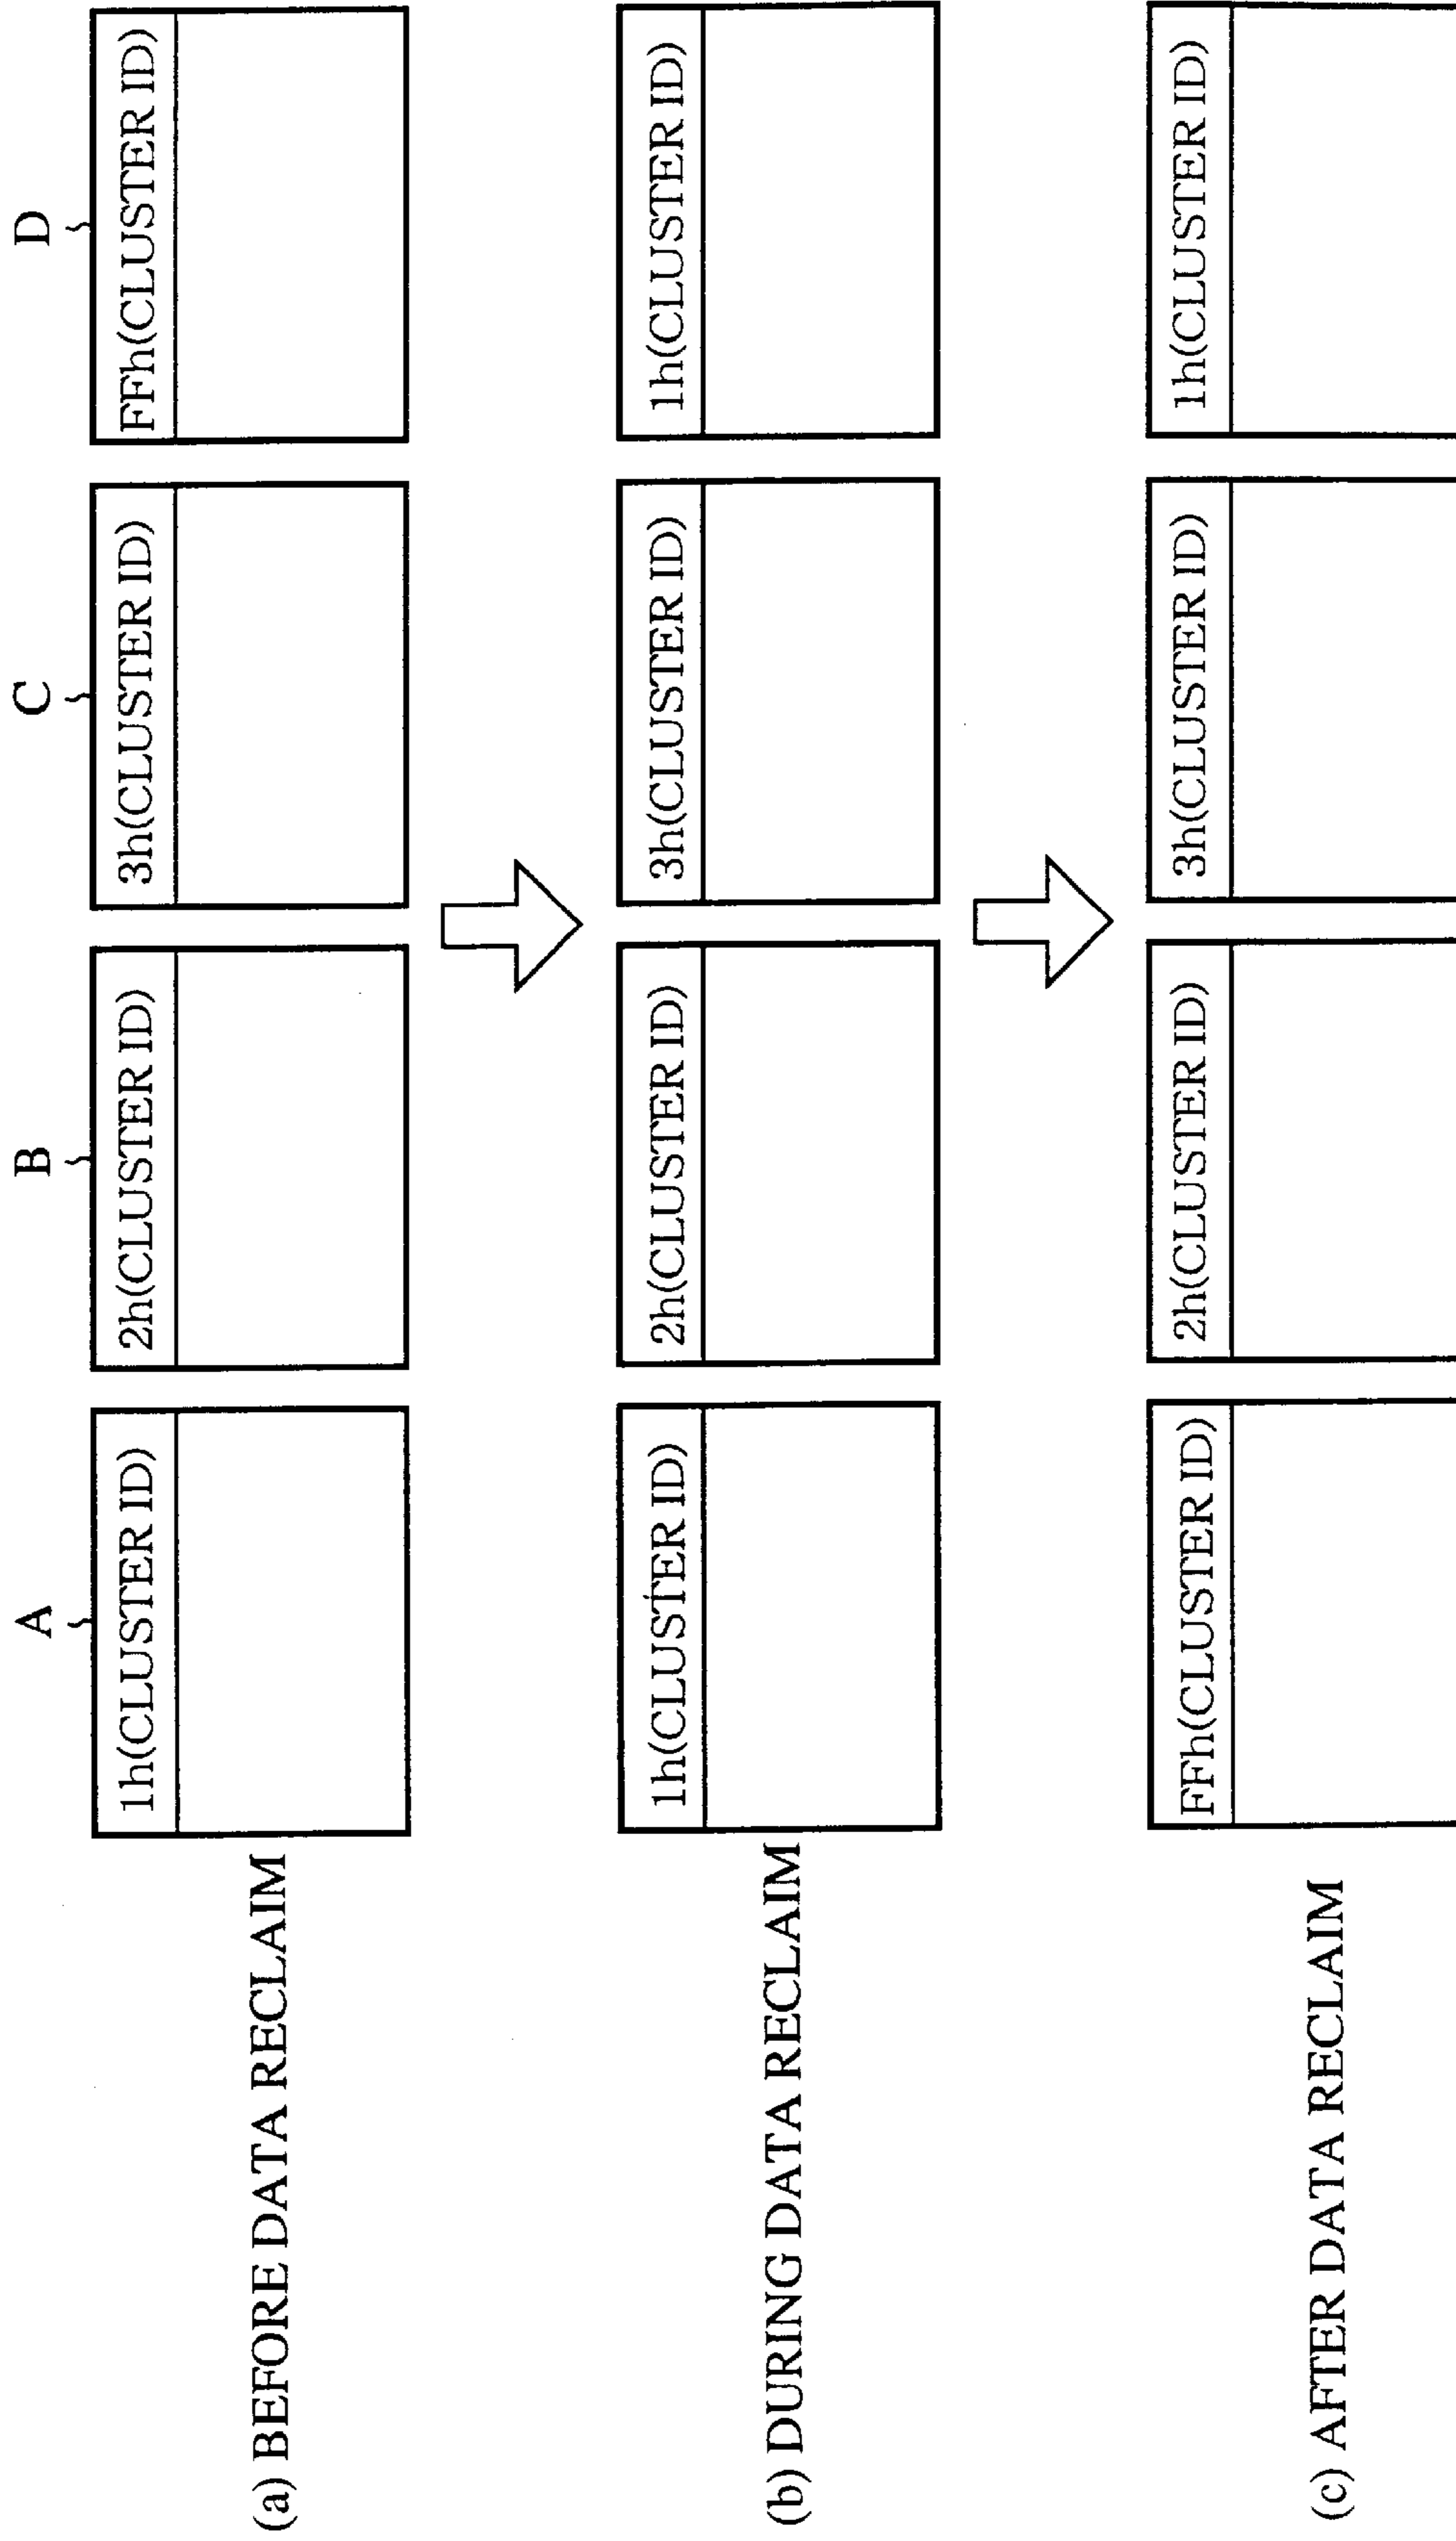 A B C D
1h(CLUSTER ID) 2h(CLUSTER ID) 3h(CLUSTER ID) FFh(CLUSTER ID)
(a) BEFORE DATA RECLAIM
1h(CLUSTER ID) 2h(CLUSTER ID) 3h(CLUSTER ID) 1h(CLUSTER ID)
(b) DURING DATA RECLAIM
FFh(CLUSTER ID) 2h(CLUSTER ID) 3h(CLUSTER ID) 1h(CLUSTER ID)
(c) AFTER DATA RECLAIM